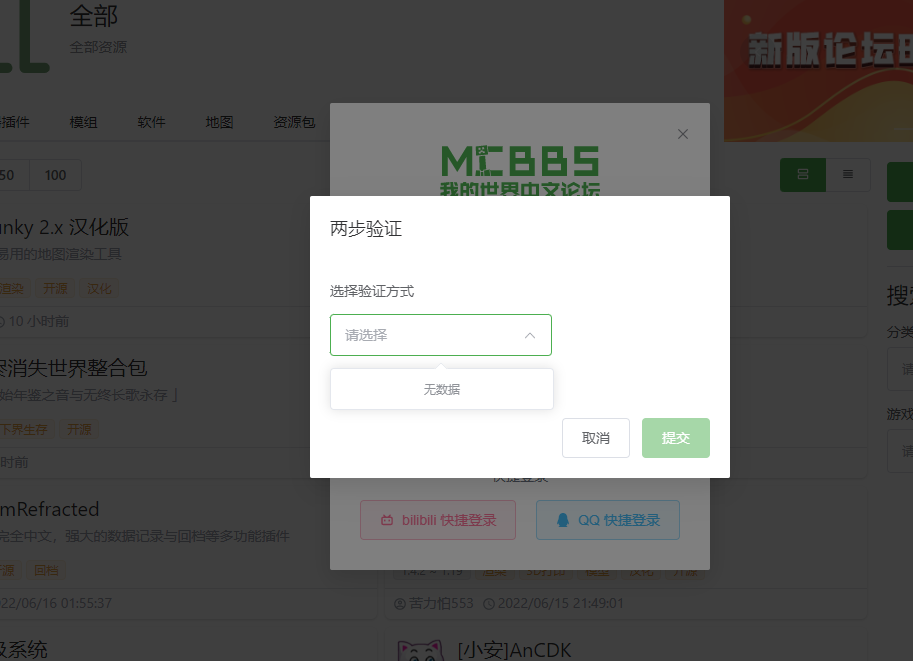 全部
全部资源
新版论坛
插件 模组 软件 地图 资源包
MCBBS
我的世界中文论坛
50 100
两步验证
选择验证方式
请选择
无数据
取消 提交
快捷登录
bilibili 快捷登录 QQ 快捷登录
nky 2.x 汉化版
易用的地图渲染工具
渲染 开源 汉化
10 小时前
消失世界整合包
始年鉴之音与无终长歌永存 」
下界生存 开源
时前
mRefracted
完全中文，强大的数据记录与回档等多功能插件
源 回档
22/06/16 01:55:37
苦力怕553 2022/06/15 21:49:01
系统
[小安]AnCDK
搜
分类
请
游戏
请